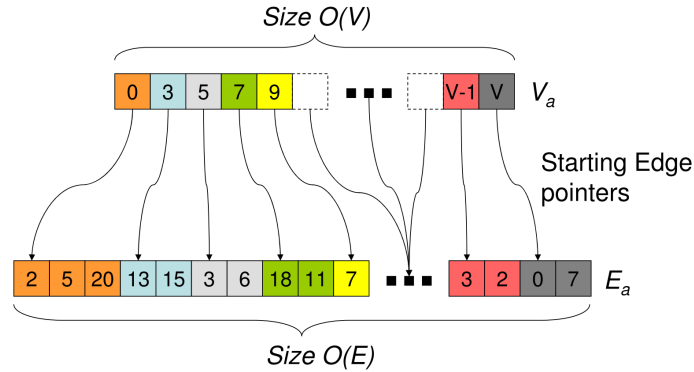 Size O(V)
0 3 5 7 9 V-1 V Va
Starting Edge
pointers
2 5 20 13 15 3 6 18 11 7 3 2 0 7 Ea
Size O(E)